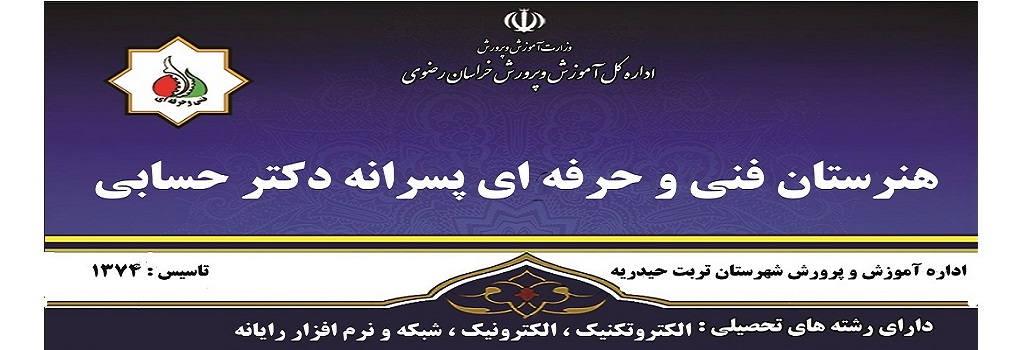 وزارت آموزش و پرورش
اداره کل آموزش و پرورش خراسان رضوی
فنی و حرفه ای
هنرستان فنی و حرفه ای پسرانه دکتر حسابی
اداره آموزش و پرورش شهرستان تربت حیدریه
تاسیس : ۱۳۷۴
دارای رشته های تحصیلی : الکتروتکنیک ، الکترونیک ، شبکه و نرم افزار رایانه